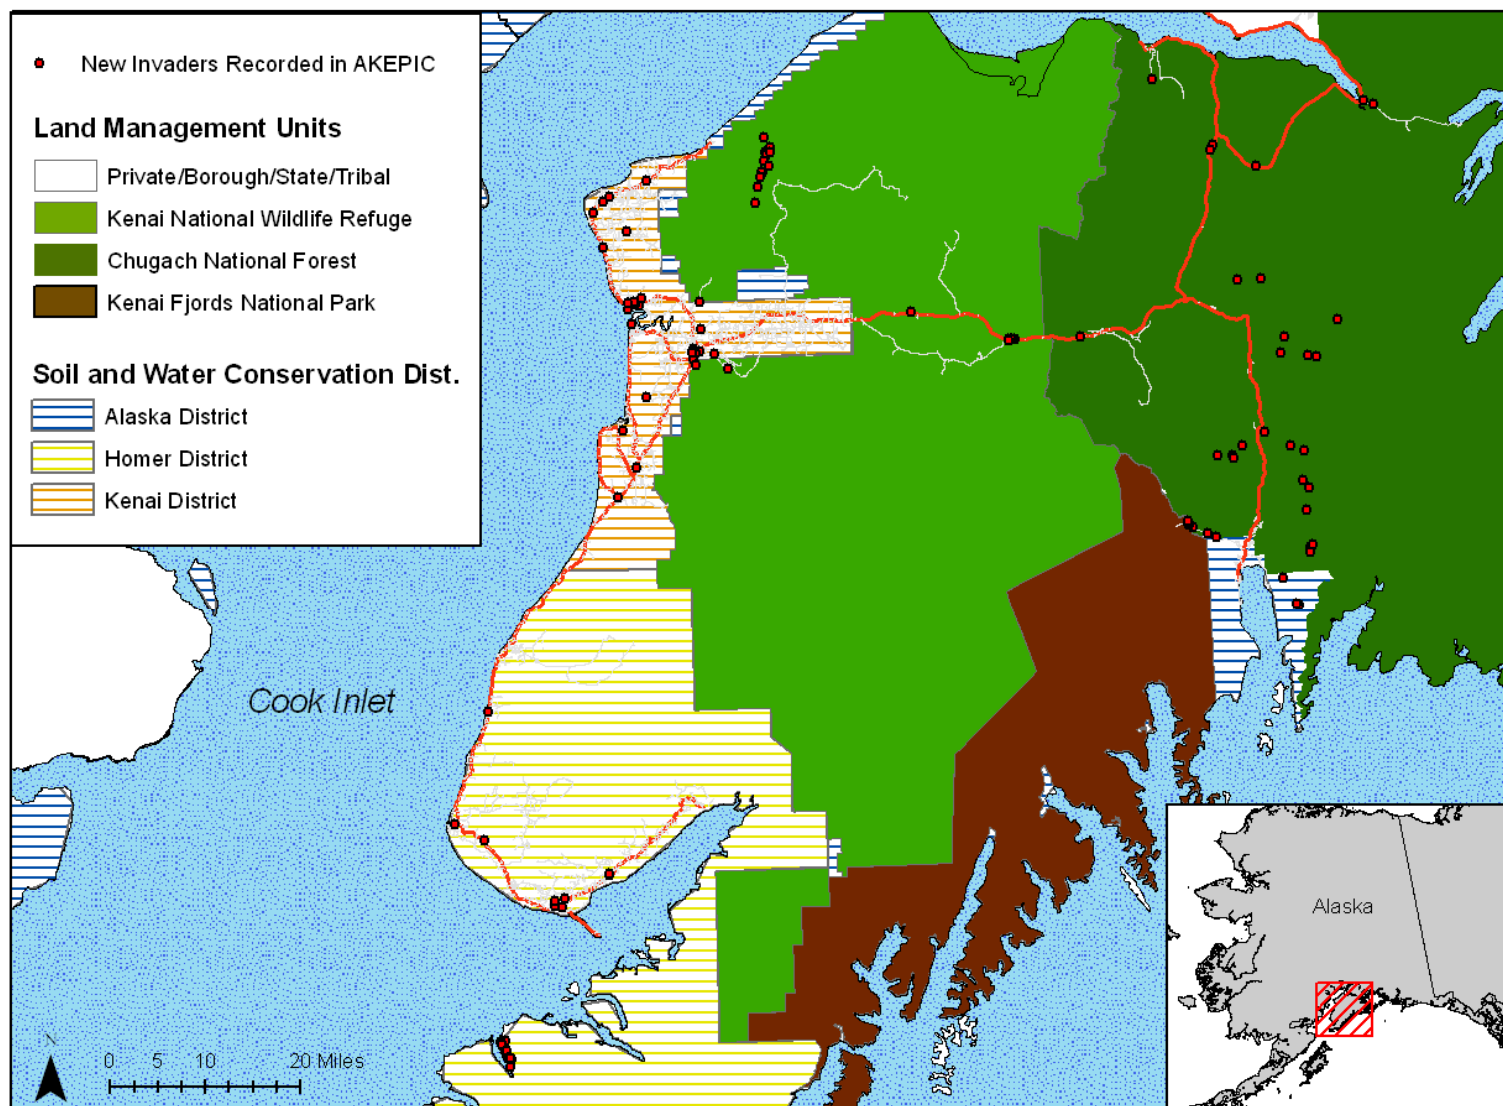 New Invaders Recorded in AKEPIC
Land Management Units
Private/Borough/State/Tribal
Kenai National Wildlife Refuge
Chugach National Forest
Kenai Fjords National Park
Soil and Water Conservation Dist.
Alaska District
Homer District
Kenai District
Cook Inlet
Alaska
N
0 5 10 20 Miles